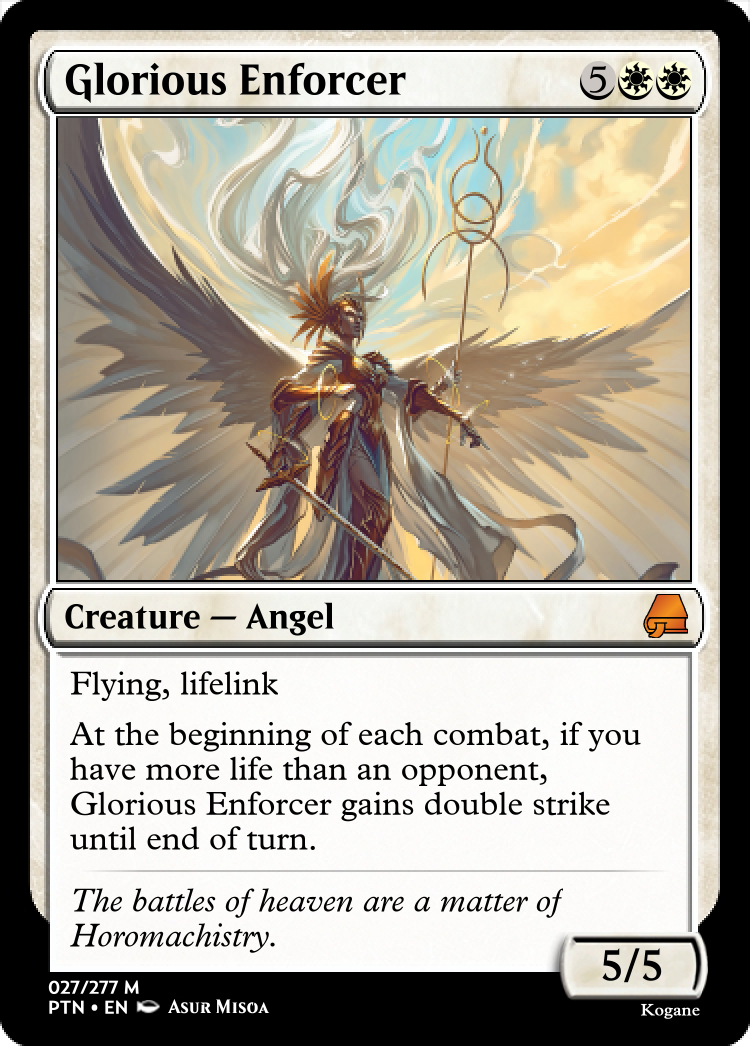 Glorious Enforcer 5
Creature — Angel
Flying, lifelink
At the beginning of each combat, if you
have more life than an opponent,
Glorious Enforcer gains double strike
until end of turn.
The battles of heaven are a matter of
Horomachistry.
5/5
027/277 M
PTN • EN Asur Misoa
Kogane